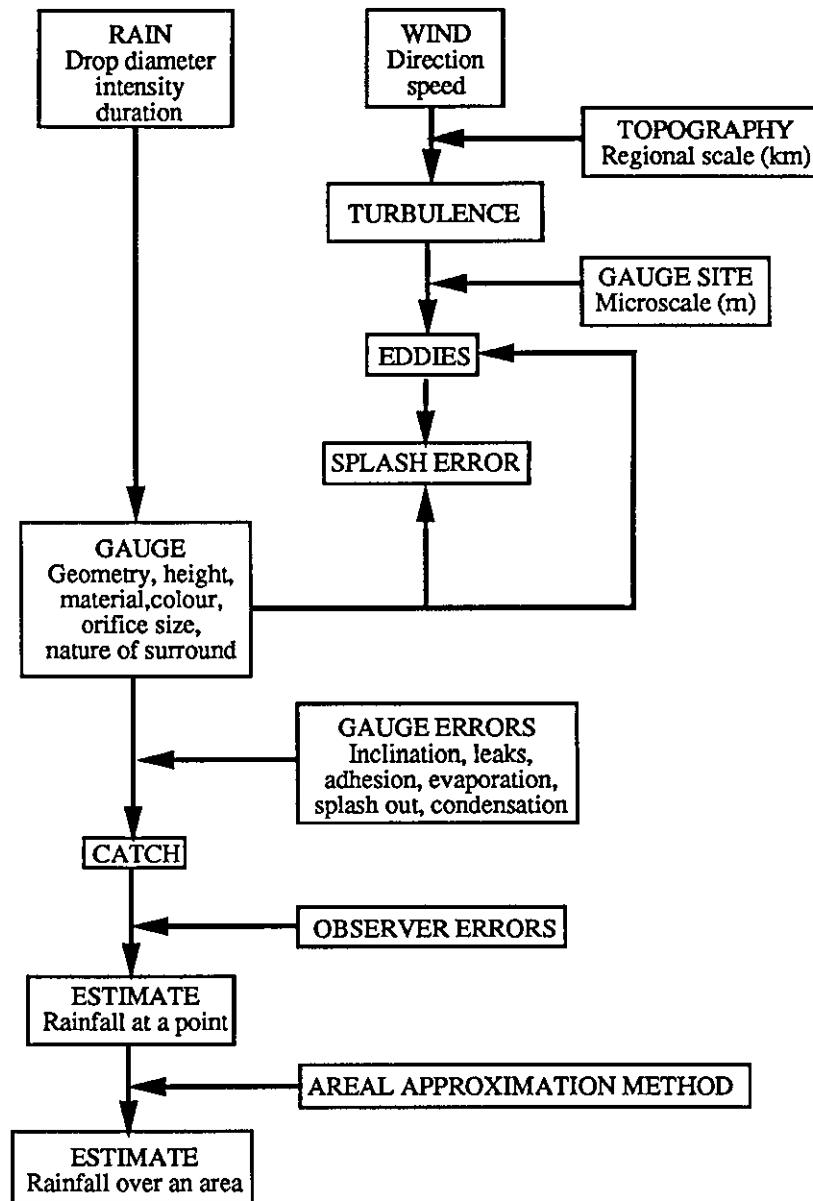 RAIN
Drop diameter
intensity
duration
WIND
Direction
speed
TOPOGRAPHY
Regional scale (km)
TURBULENCE
GAUGE SITE
Microscale (m)
EDDIES
SPLASH ERROR
GAUGE
Geometry, height,
material,colour,
orifice size,
nature of surround
GAUGE ERRORS
Inclination, leaks,
adhesion, evaporation,
splash out, condensation
CATCH
OBSERVER ERRORS
ESTIMATE
Rainfall at a point
AREAL APPROXIMATION METHOD
ESTIMATE
Rainfall over an area